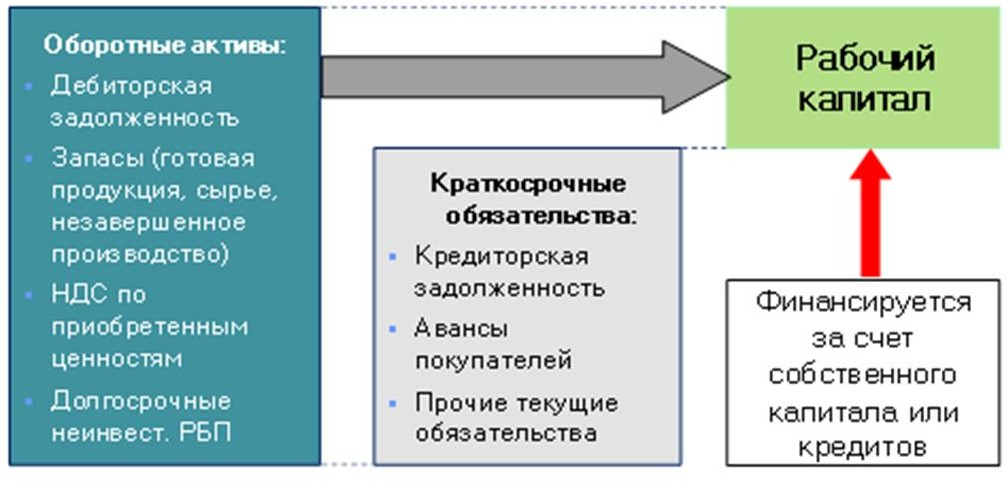 Оборотные активы:
Дебиторская
задолженность
Запасы (готовая
продукция, сырье,
незавершенное
производство)
НДС по
приобретенным
ценностям
Долгосрочные
неинвест. РБП
Краткосрочные
обязательства:
Кредиторская
задолженность
Авансы
покупателей
Прочие текущие
обязательства
Рабочий
капитал
Финансируется
за счет
собственного
капитала или
кредитов